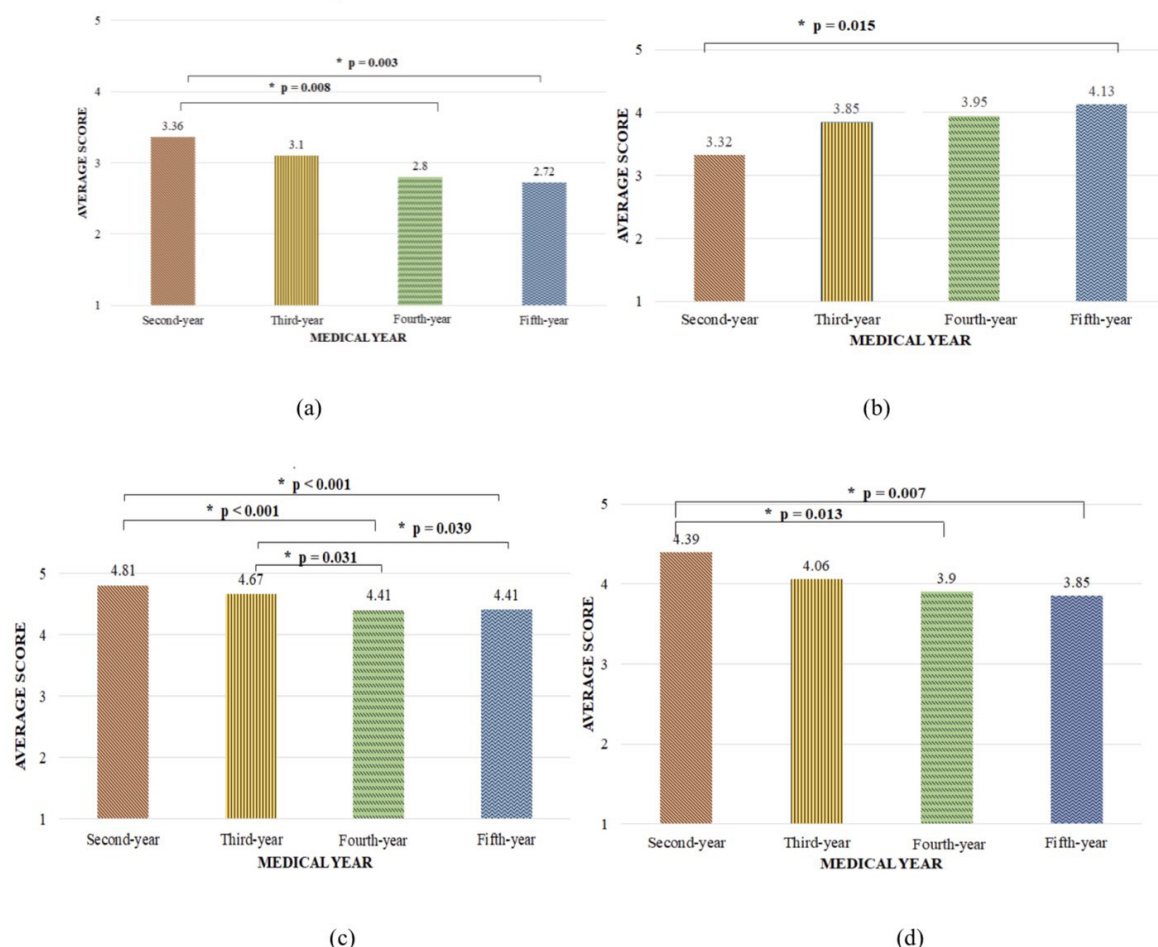 5
* p = 0.003
* p = 0.008
4
3.36
3.1
3
2.8
2.72
2
1
AVERAGE SCORE
Second-year Third-year Fourth-year Fifth-year
MEDICAL YEAR
(a)
5
* p = 0.015
4.13
3.95
3.85
4
3.32
3
2
1
AVERAGE SCORE
Second-year Third-year Fourth-year Fifth-year
MEDICAL YEAR
(b)
* p < 0.001
* p < 0.001
* p = 0.039
* p = 0.031
5
4.81
4.67
4.41
4.41
4
3
2
1
AVERAGE SCORE
Second-year Third-year Fourth-year Fifth-year
MEDICAL YEAR
(c)
* p = 0.007
5
* p = 0.013
4.39
4.06
3.9
3.85
4
3
2
1
AVERAGE SCORE
Second-year Third-year Fourth-year Fifth-year
MEDICAL YEAR
(d)